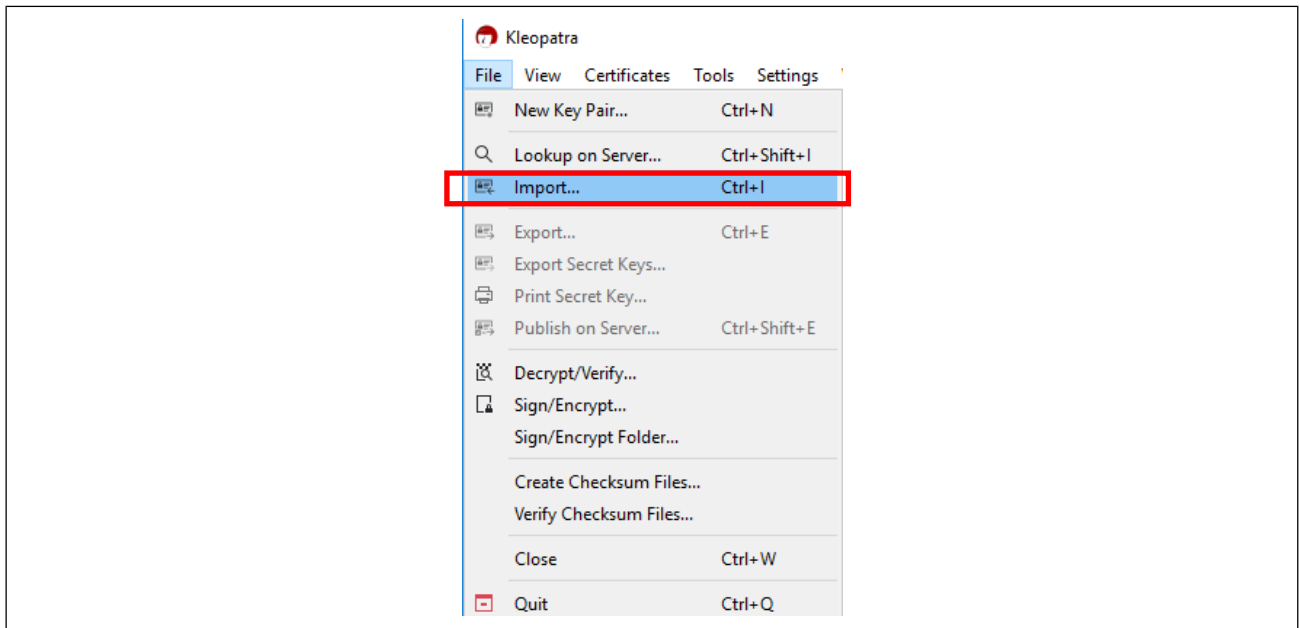 Kleopatra
File View Certificates Tools Settings
New Key Pair... Ctrl+N
Lookup on Server... Ctrl+Shift+I
Import... Ctrl+I
Export... Ctrl+E
Export Secret Keys...
Print Secret Key...
Publish on Server... Ctrl+Shift+E
Decrypt/Verify...
Sign/Encrypt...
Sign/Encrypt Folder...
Create Checksum Files...
Verify Checksum Files...
Close Ctrl+W
Quit Ctrl+Q